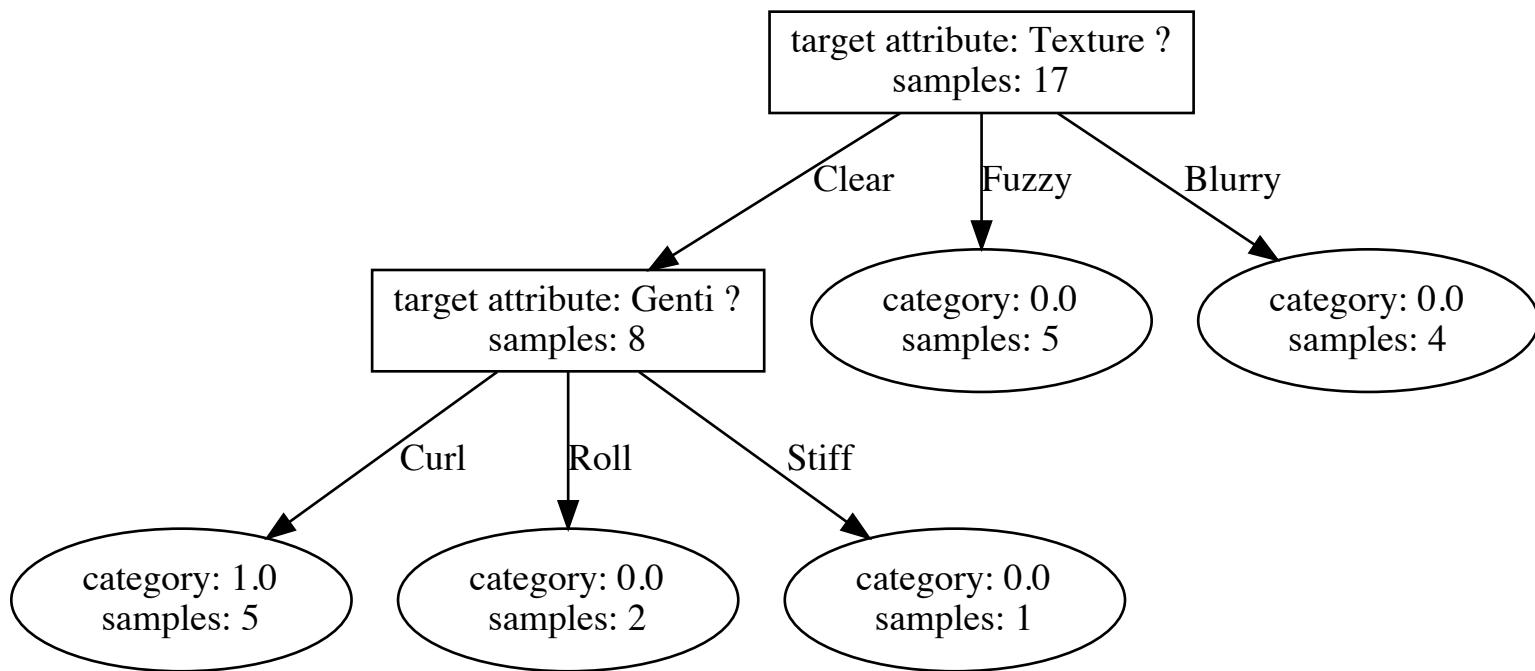 target attribute: Texture ?
samples: 17
Clear
Fuzzy
Blurry
target attribute: Genti ?
samples: 8
category: 0.0
samples: 5
category: 0.0
samples: 4
Curl
Roll
Stiff
category: 1.0
samples: 5
category: 0.0
samples: 2
category: 0.0
samples: 1